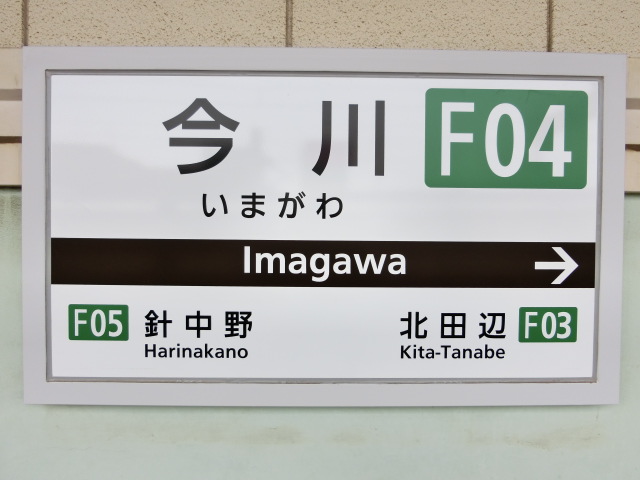 今川 F04
いまがわ
Imagawa →
F05 針中野 北田辺 F03
Harinakano Kita-Tanabe